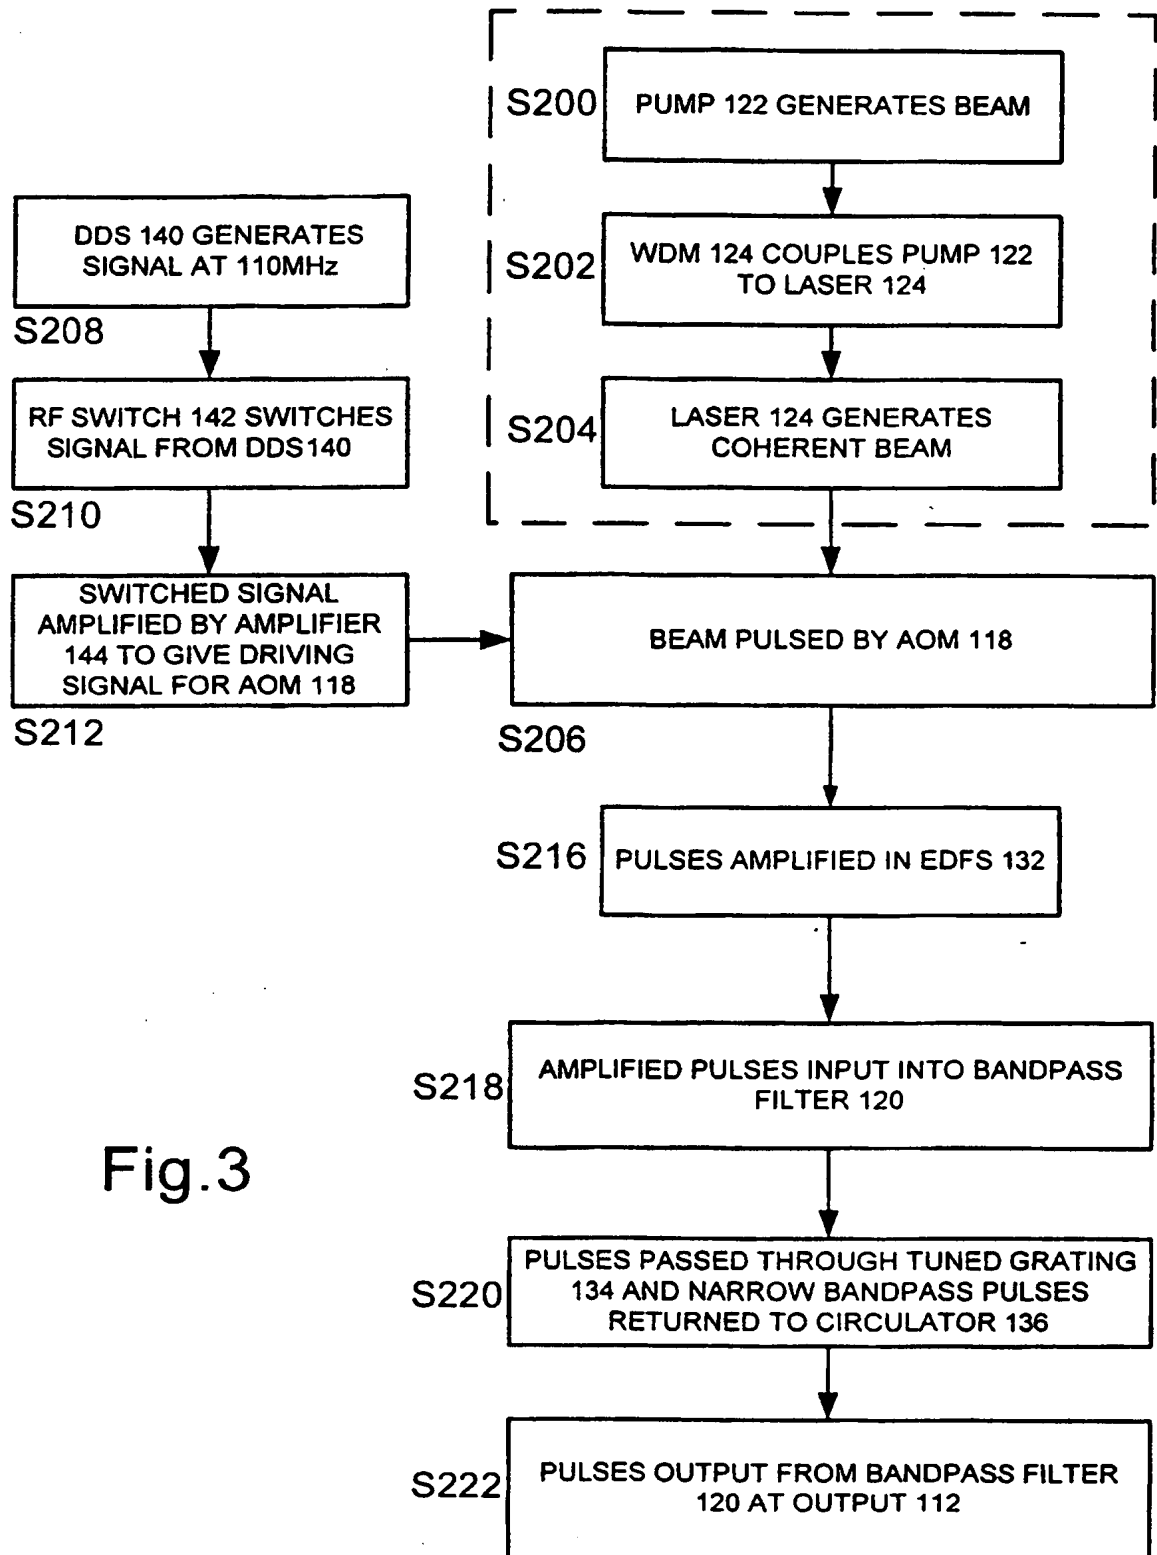 S200
PUMP 122 GENERATES BEAM
S202
WDM 124 COUPLES PUMP 122
TO LASER 124
S204
LASER 124 GENERATES
COHERENT BEAM
DDS 140 GENERATES
SIGNAL AT 110MHz
S208
RF SWITCH 142 SWITCHES
SIGNAL FROM DDS140
S210
SWITCHED SIGNAL
AMPLIFIED BY AMPLIFIER
144 TO GIVE DRIVING
SIGNAL FOR AOM 118
S212
BEAM PULSED BY AOM 118
S206
S216
PULSES AMPLIFIED IN EDFS 132
S218
AMPLIFIED PULSES INPUT INTO BANDPASS
FILTER 120
S220
PULSES PASSED THROUGH TUNED GRATING
134 AND NARROW BANDPASS PULSES
RETURNED TO CIRCULATOR 136
S222
PULSES OUTPUT FROM BANDPASS FILTER
120 AT OUTPUT 112
Fig.3